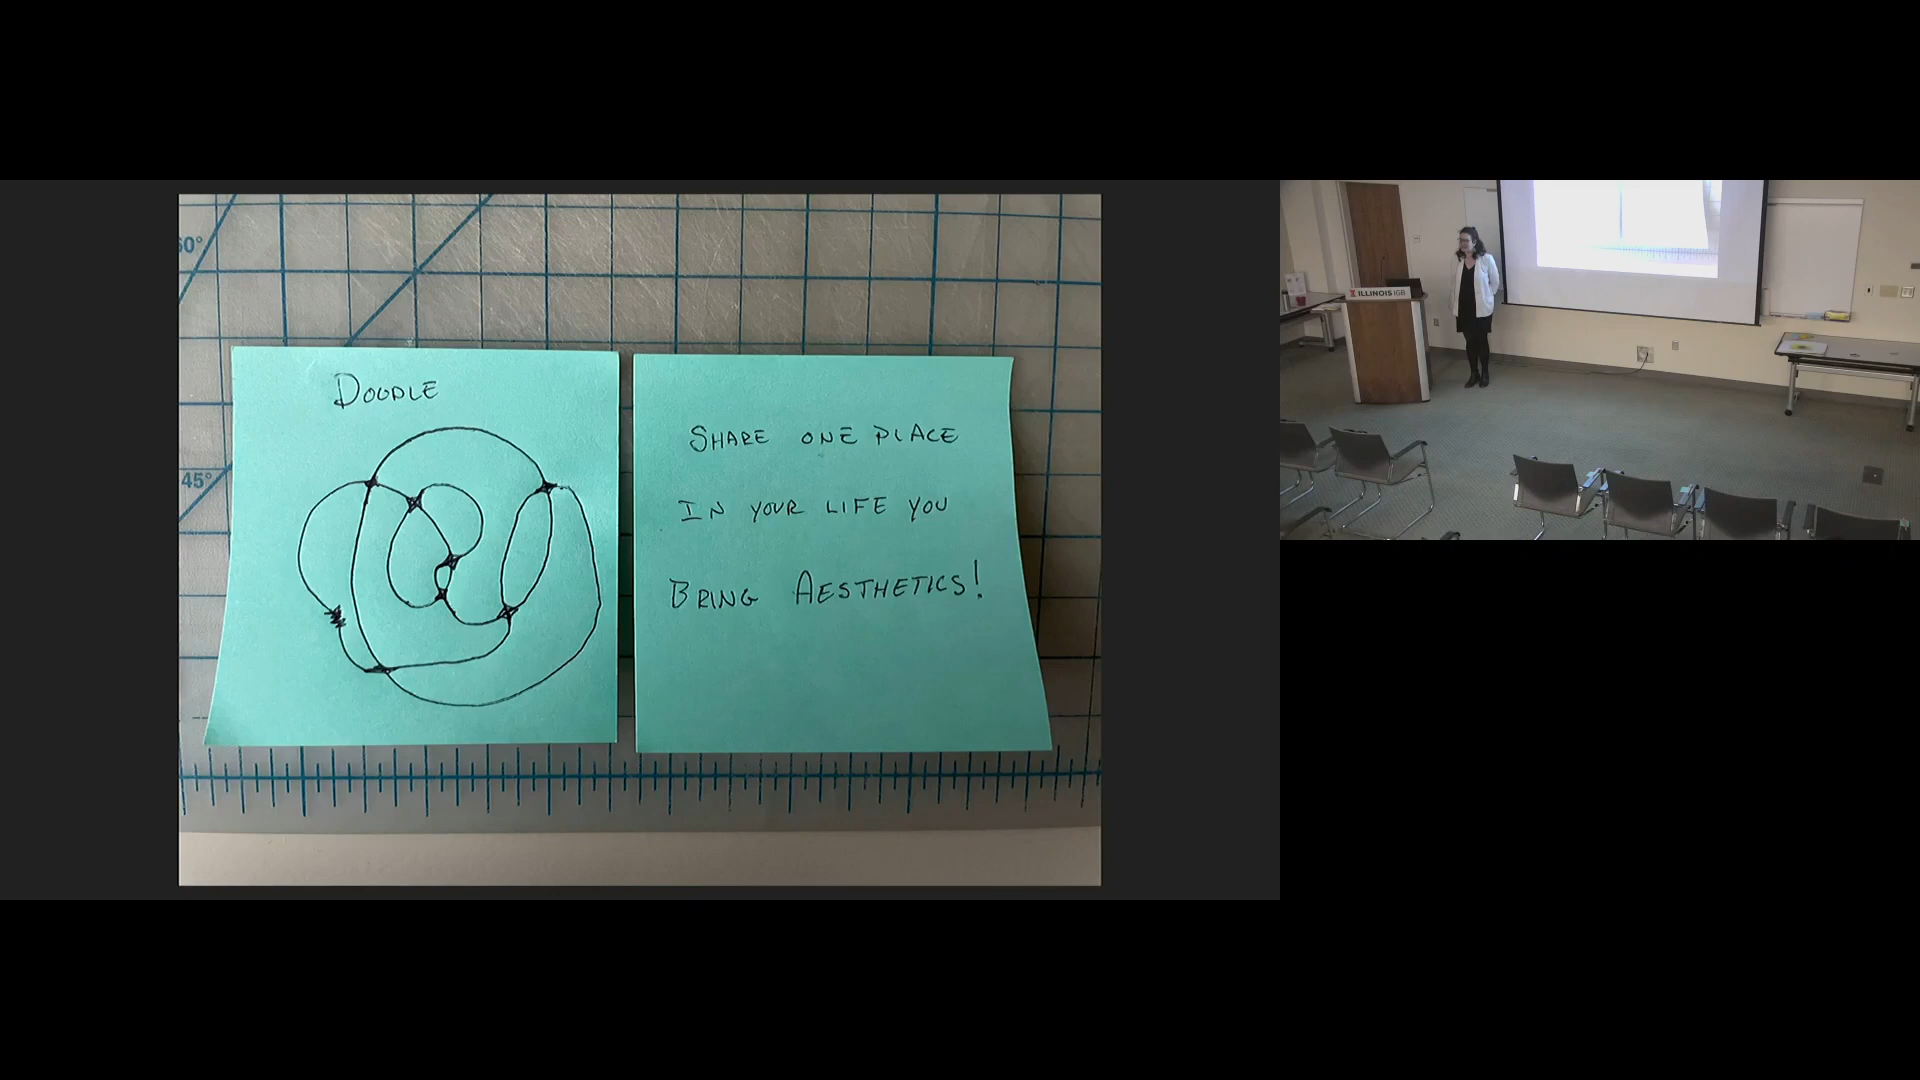 60°
45°
DOODLE
SHARE ONE PLACE
IN YOUR LIFE YOU
BRING AESTHETICS!
ILLINOIS IGB